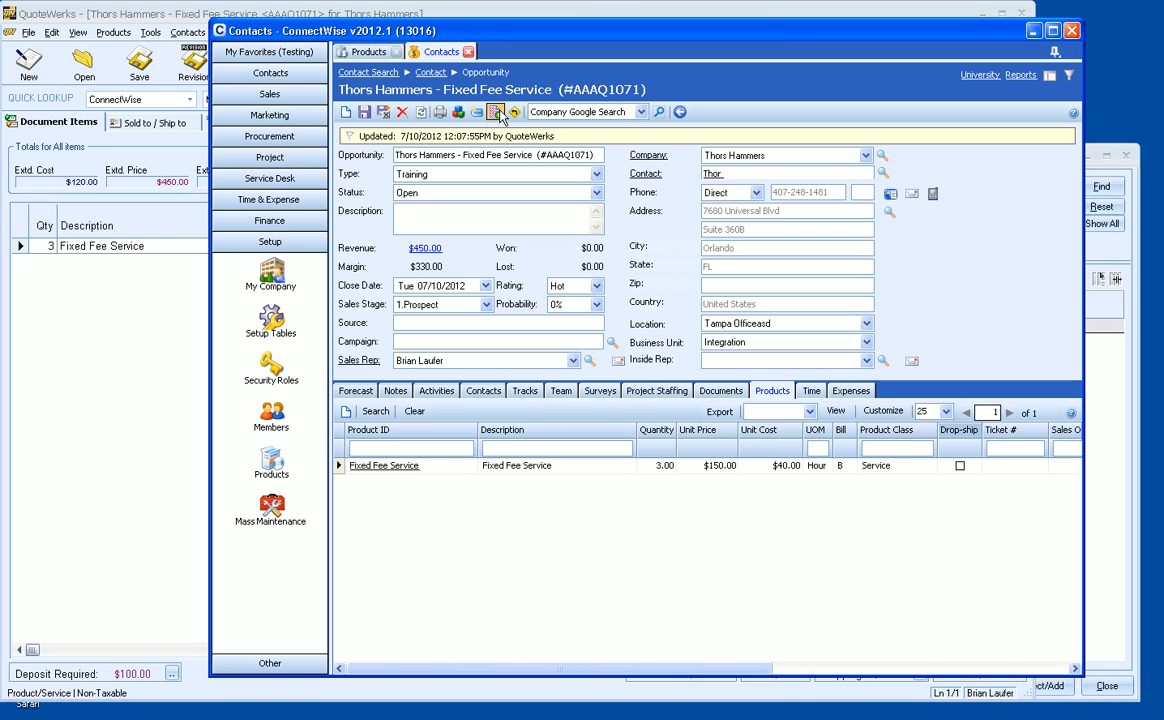 QuoteWerks - [Thors Hammers - Fixed Fee Service <AAAQ1071> for Thors Hammers]
File Edit View Products Tools Contacts
New Open Save Revision
QUICK LOOKUP ConnectWise
Document Items Sold to / Ship to
Totals for All items
Extd. Cost Extd. Price
$120.00 $450.00
Qty Description
3 Fixed Fee Service
Deposit Required: $100.00
Product/Service | Non-Taxable
Safari
Contacts - ConnectWise v2012.1 (13016)
My Favorites (Testing)
Contacts
Sales
Marketing
Procurement
Project
Service Desk
Time & Expense
Finance
Setup
My Company
Setup Tables
Security Roles
Members
Products
Mass Maintenance
Other
Products Contacts
Contact Search Contact Opportunity
University Reports
Thors Hammers - Fixed Fee Service (#AAAQ1071)
Company Google Search
Updated: 7/10/2012 12:07:55PM by QuoteWerks
Opportunity: Thors Hammers - Fixed Fee Service (#AAAQ1071)
Type: Training
Status: Open
Description:
Revenue: $450.00 Won: $0.00
Margin: $330.00 Lost: $0.00
Close Date: Tue 07/10/2012 Rating: Hot
Sales Stage: 1.Prospect Probability: 0%
Source:
Campaign:
Sales Rep: Brian Laufer
Company: Thors Hammers
Contact: Thor
Phone: Direct 407-248-1481
Address: 7680 Universal Blvd
Suite 360B
City: Orlando
State: FL
Zip:
Country: United States
Location: Tampa Officeasd
Business Unit: Integration
Inside Rep:
Forecast Notes Activities Contacts Tracks Team Surveys Project Staffing Documents Products Time Expenses
Search Clear Export View Customize 25 1 of 1
Product ID Description Quantity Unit Price Unit Cost UOM Bill Product Class Drop-ship Ticket # Sales O
Fixed Fee Service Fixed Fee Service 3.00 $150.00 $40.00 Hour B Service
Find
Reset
Show All
ect/Add Close
Ln 1/1 Brian Laufer